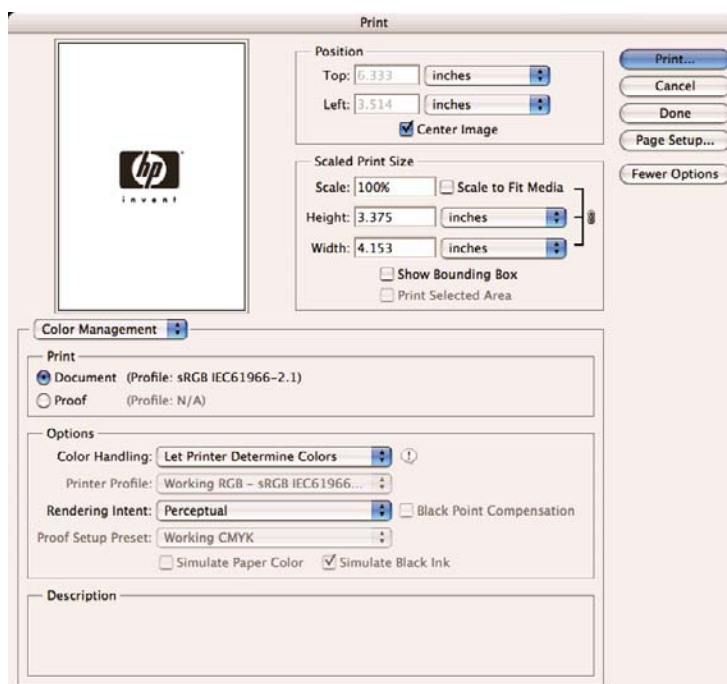 Print
Position
Top: 6.333 inches
Left: 3.514 inches
Center Image
Scaled Print Size
Scale: 100% Scale to Fit Media
Height: 3.375 inches
Width: 4.153 inches
Show Bounding Box
Print Selected Area
Print...
Cancel
Done
Page Setup...
Fewer Options
hp
invent
Color Management
Print
Document (Profile: sRGB IEC61966-2.1)
Proof (Profile: N/A)
Options
Color Handling: Let Printer Determine Colors
Printer Profile: Working RGB - sRGB IEC61966...
Rendering Intent: Perceptual Black Point Compensation
Proof Setup Preset: Working CMYK
Simulate Paper Color Simulate Black Ink
Description